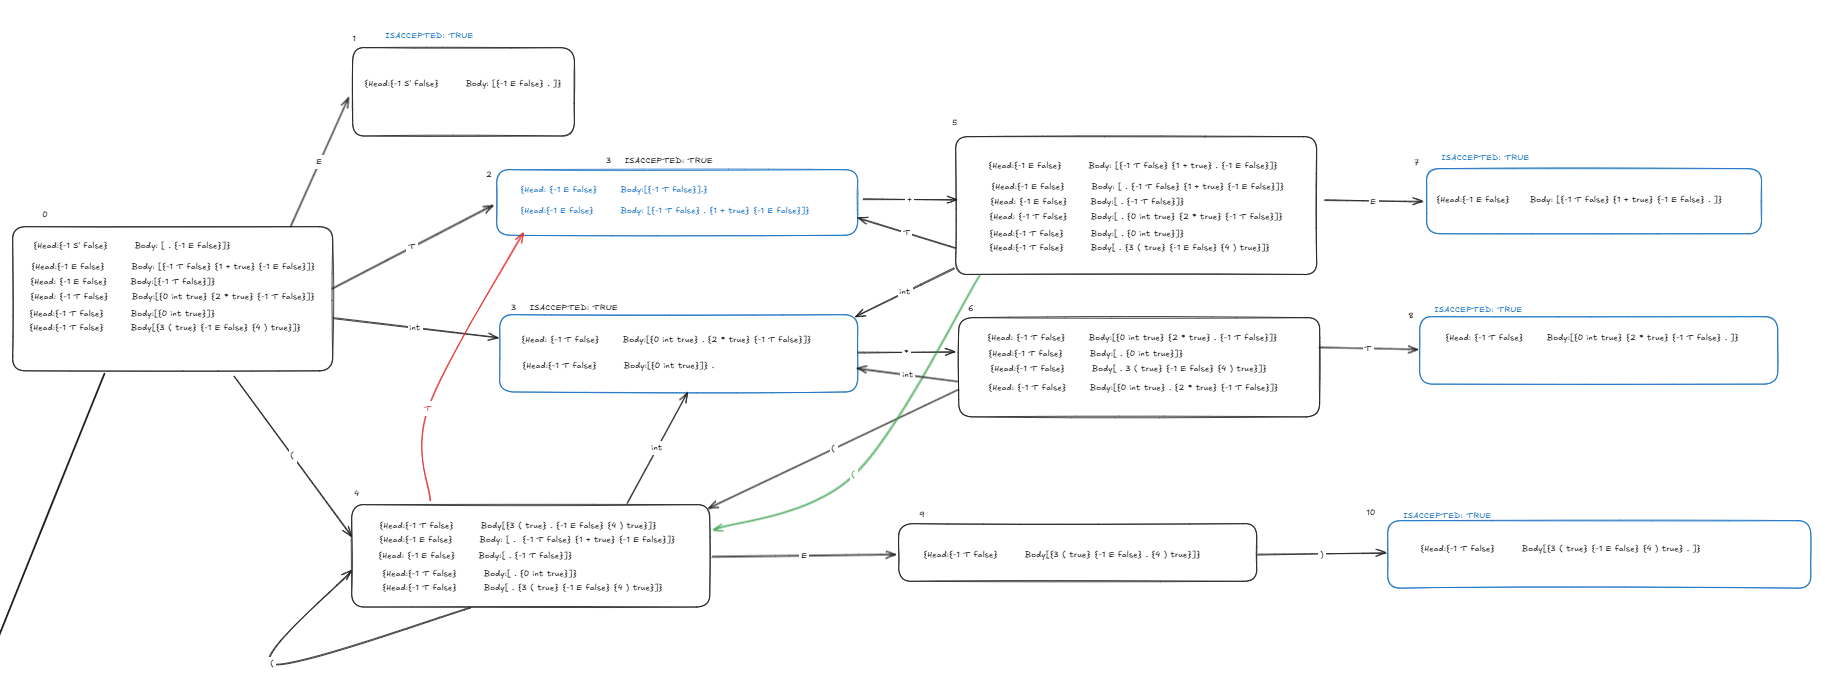 1 ISACCEPTED: TRUE
{Head:{-1 S' false} Body: [{-1 E false} . ]}
E
0
{Head:{-1 S' false} Body: [ . {-1 E false}]}
{Head:{-1 E false} Body: [{-1 T false} {1 + true} {-1 E false}]}
{Head: {-1 E false} Body:[{-1 T false}]}
{Head: {-1 T false} Body:[{0 int true} {2 * true} {-1 T false}]}
{Head:{-1 T false} Body:[{0 int true}]}
{Head:{-1 T false} Body[{3 ( true} {-1 E false} {4 ) true}]}
T
int
(
3 ISACCEPTED: TRUE
2
{Head: {-1 E false} Body:[{-1 T false}].}
{Head:{-1 E false} Body: [{-1 T false} . {1 + true} {-1 E false}]}
+
T
int
5
{Head:{-1 E false} Body: [{-1 T false} {1 + true} . {-1 E false}]}
{Head:{-1 E false} Body: [ . {-1 T false} {1 + true} {-1 E false}]}
{Head: {-1 E false} Body:[ . {-1 T false}]}
{Head: {-1 T false} Body:[ . {0 int true} {2 * true} {-1 T false}]}
{Head:{-1 T false} Body:[ . {0 int true}]}
{Head:{-1 T false} Body[ . {3 ( true} {-1 E false} {4 ) true}]}
E
7 ISACCEPTED: TRUE
{Head:{-1 E false} Body: [{-1 T false} {1 + true} {-1 E false} . ]}
3 ISACCEPTED: TRUE
{Head: {-1 T false} Body:[{0 int true} . {2 * true} {-1 T false}]}
{Head:{-1 T false} Body:[{0 int true}]} .
*
int
6
{Head: {-1 T false} Body:[{0 int true} {2 * true} . {-1 T false}]}
{Head:{-1 T false} Body:[ . {0 int true}]}
{Head:{-1 T false} Body[ . 3 ( true} {-1 E false} {4 ) true}]}
{Head: {-1 T false} Body:[{0 int true} . {2 * true} {-1 T false}]}
T
8 ISACCEPTED: TRUE
{Head: {-1 T false} Body:[{0 int true} {2 * true} {-1 T false} . ]}
T
int
(
(
4
{Head:{-1 T false} Body[{3 ( true} . {-1 E false} {4 ) true}]}
{Head:{-1 E false} Body: [ . {-1 T false} {1 + true} {-1 E false}]}
{Head: {-1 E false} Body:[ . {-1 T false}]}
{Head:{-1 T false} Body:[ . {0 int true}]}
{Head:{-1 T false} Body[ . {3 ( true} {-1 E false} {4 ) true}]}
(
E
9
{Head:{-1 T false} Body[{3 ( true} {-1 E false} . {4 ) true}]}
)
10 ISACCEPTED: TRUE
{Head:{-1 T false} Body[{3 ( true} {-1 E false} {4 ) true} . ]}